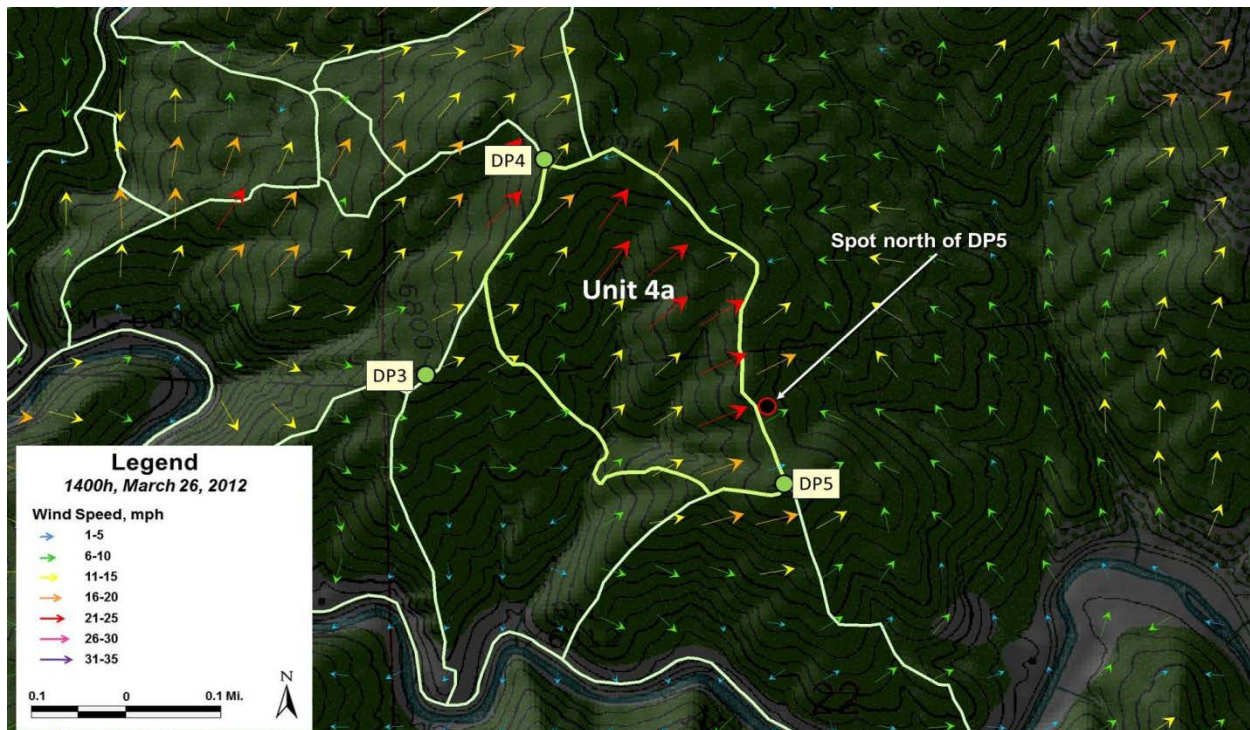 6800
DP4
Spot north of DP5
Unit 4a
6800
DP3
660
DP5
22
Legend
1400h, March 26, 2012
Wind Speed, mph
1-5
6-10
11-15
16-20
21-25
26-30
31-35
N
0.1 0 0.1 Mi.